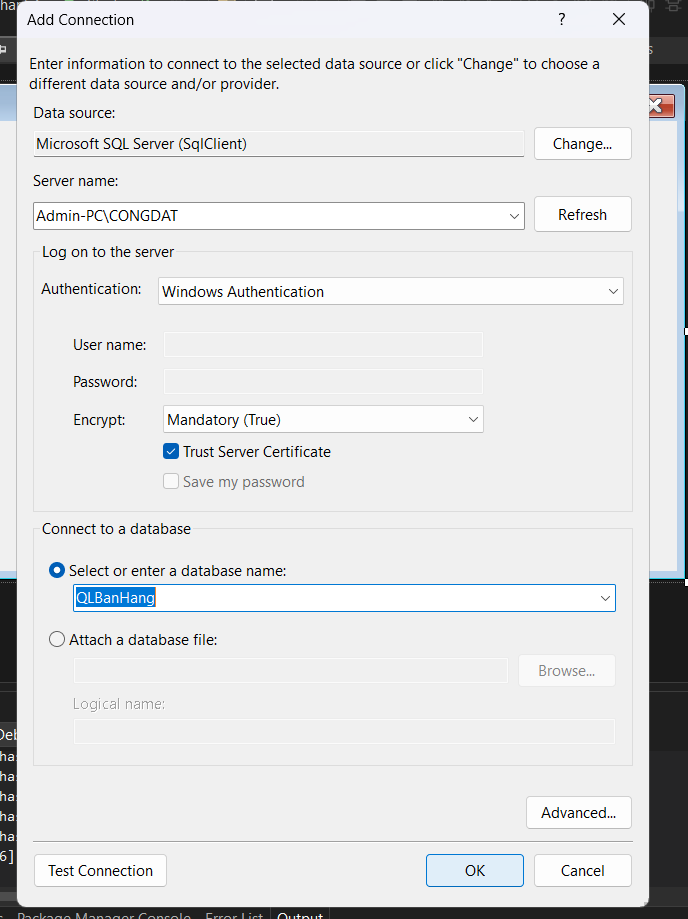 Add Connection
?
Enter information to connect to the selected data source or click "Change" to choose a
different data source and/or provider.
Data source:
Microsoft SQL Server (SqlClient)
Change...
Server name:
Admin-PC\CONGDAT
Refresh
Log on to the server
Authentication:
Windows Authentication
User name:
Password:
Encrypt:
Mandatory (True)
Trust Server Certificate
Save my password
Connect to a database
Select or enter a database name:
QLBanHang
Attach a database file:
Browse...
Logical name:
Advanced...
Test Connection
OK
Cancel
Package Manager Console
Error List
Output